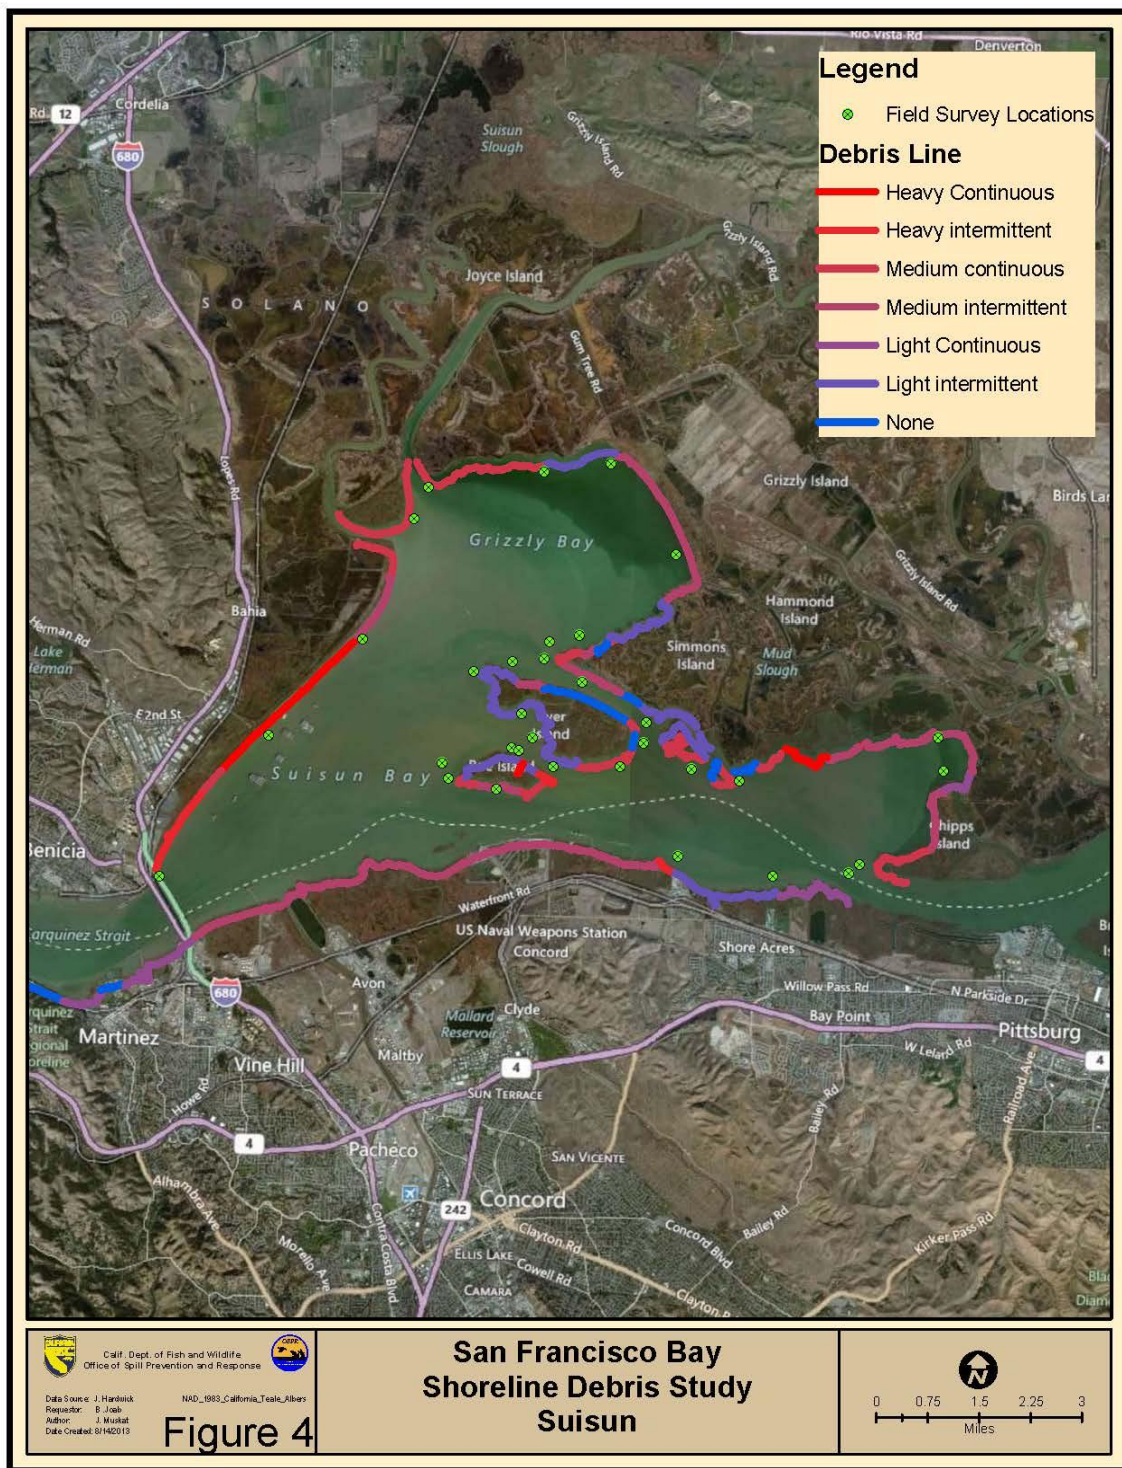 Rio Vista Rd
Denverton
Legend
Field Survey Locations
Debris Line
Heavy Continuous
Heavy intermittent
Medium continuous
Medium intermittent
Light Continuous
Light intermittent
None
Rd
12
Cordelia
680
Suisun
Slough
Grizzly Island Rd
Grizzly Island Rd
Joyce Island
S O L A N O
Gum Tree Rd
Lopes Rd
Grizzly Island
Birds
Grizzly Bay
Grizzly Island Rd
Hammond
Island
Bahia
Herman Rd
Lake
Herman
Simmons
Island
Mud
Slough
E 2nd St
Island
Suisun Bay
Island
Benicia
Chipps
Island
Waterfront Rd
Carquinez Strait
US Naval Weapons Station
Concord
Shore Acres
680
Avon
Willow Pass Rd
N Parkside Dr
Mallard
Reservoir
Clyde
Bay Point
Pittsburg
Martinez
Maltby
W Leland Rd
4
Vine Hill
4
Howe Rd
SUN TERRACE
Bailey Rd
Railroad Ave
4
Pacheco
SAN VICENTE
Alhambra Ave
242
Concord
Contra Costa Blvd
Clayton Rd
Concord Blvd
Bailey Rd
Kirker Pass Rd
Morello Ave
ELLIS LAKE
Cowell Rd
CAMARA
Clayton
Calif. Dept. of Fish and Wildlife
Office of Spill Prevention and Response
Data Source: J. Hardwick
NAD_1983_California_Teale_Albers
Requestor: B. Joab
Author: J. Muskat
Date Created: 8/14/2013
Figure 4
San Francisco Bay
Shoreline Debris Study
Suisun
N
0 0.75 1.5 2.25 3
Miles